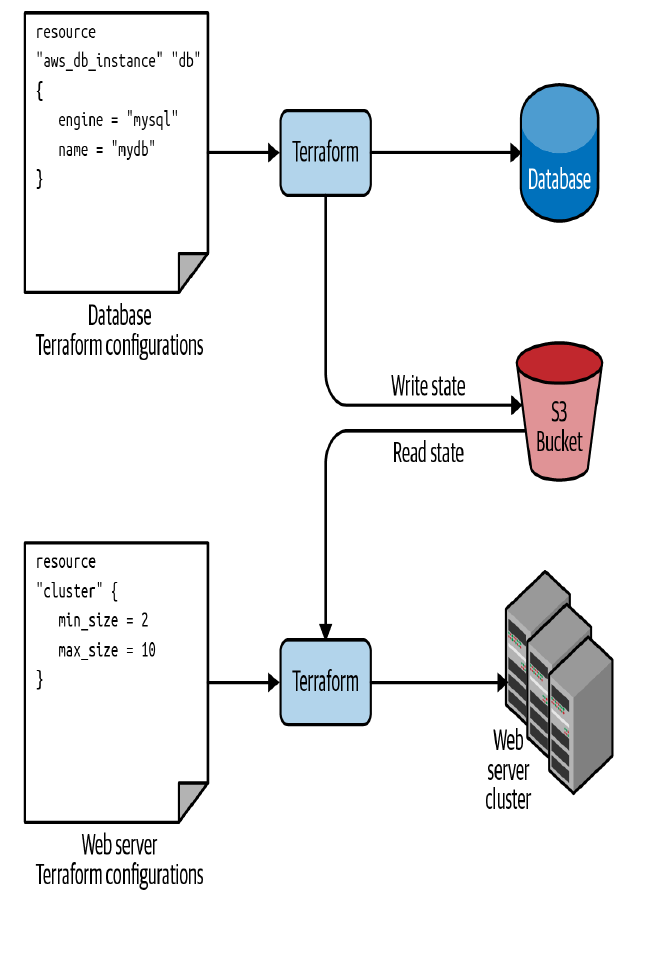 resource
"aws_db_instance" "db"
{
engine = "mysql"
name = "mydb"
}
Terraform
Database
Database
Terraform configurations
Write state
S3
Bucket
Read state
resource
"cluster" {
min_size = 2
max_size = 10
}
Terraform
Web
server
cluster
Web server
Terraform configurations